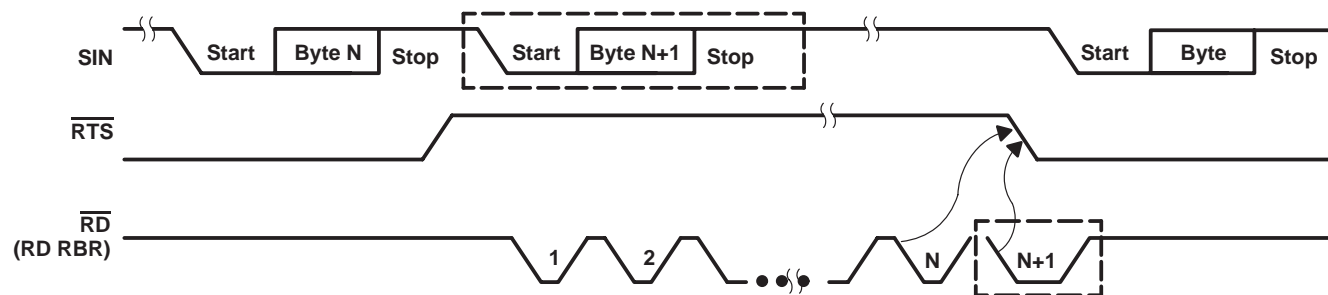 SIN Start Byte N Stop Start Byte N+1 Stop Start Byte Stop
RTS
RD
(RD RBR)
1 2 N N+1